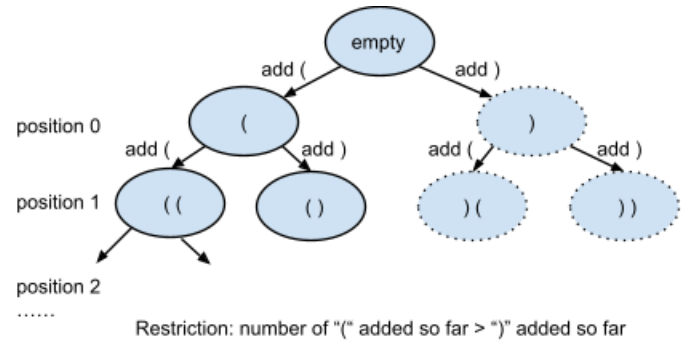 empty
add (
add )
position 0
(
)
add (
add )
add (
add )
position 1
( (
( )
) (
) )
position 2
......
Restriction: number of “(“ added so far > “)” added so far